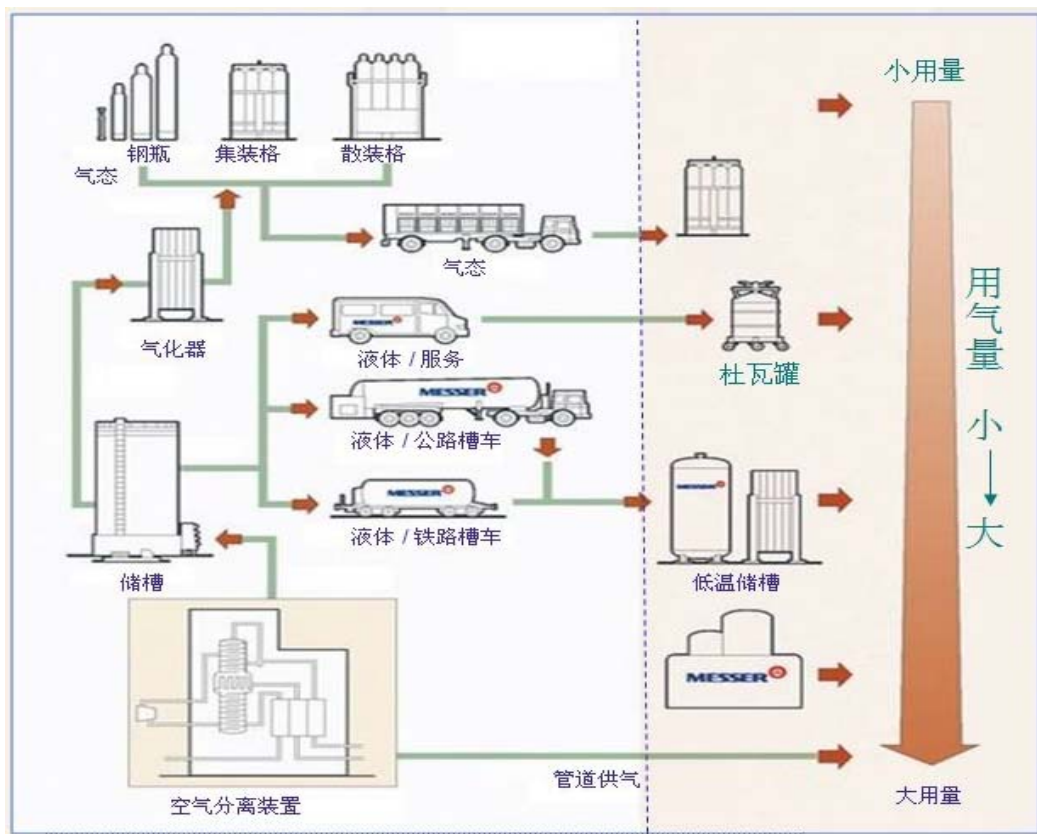 小用量
钢瓶
集装格
散装格
气态
气态
用气量 小→大
气化器
液体 / 服务
MESSER
杜瓦罐
MESSER
液体 / 公路槽车
MESSER
液体 / 铁路槽车
MESSER
储槽
低温储槽
MESSER
管道供气
大用量
空气分离装置